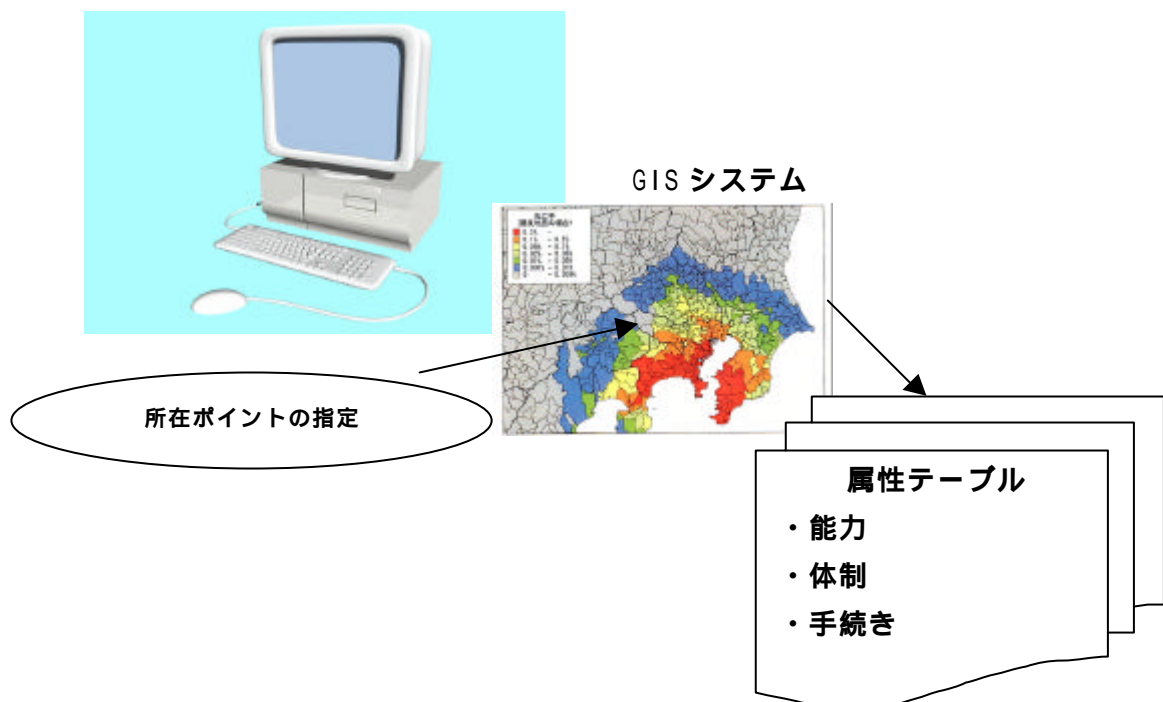 GISシステム
所在ポイントの指定
属性テーブル
・能力
・体制
・手続き